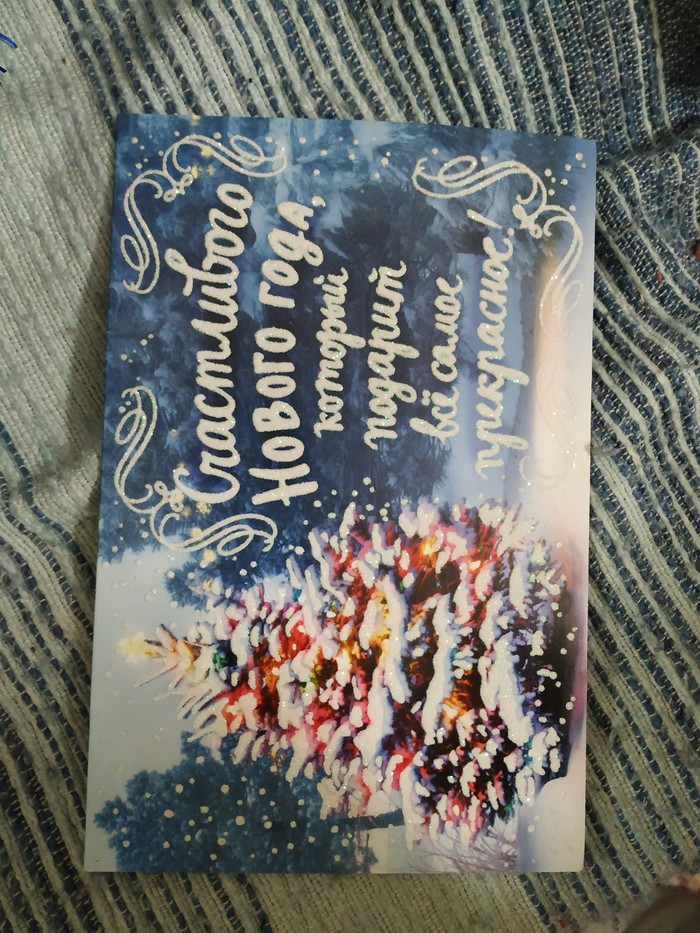 Счастливого
Нового года,
который
подарит
всё самое
прекрасное!